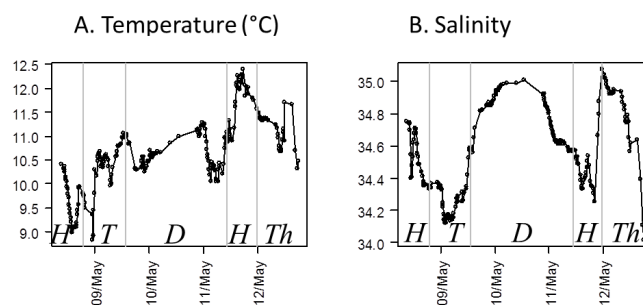 A. Temperature (°C)
B. Salinity
12.5
12.0
11.5
11.0
10.5
10.0
9.5
9.0
H T D H Th
09/May
10/May
11/May
12/May
35.0
34.8
34.6
34.4
34.2
34.0
H T D H Th
09/May
10/May
11/May
12/May